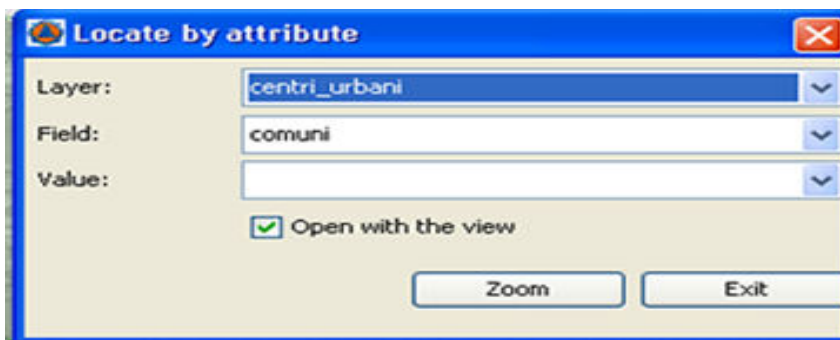 Locate by attribute
Layer: centri_urbani
Field: comuni
Value:
Open with the view
Zoom Exit